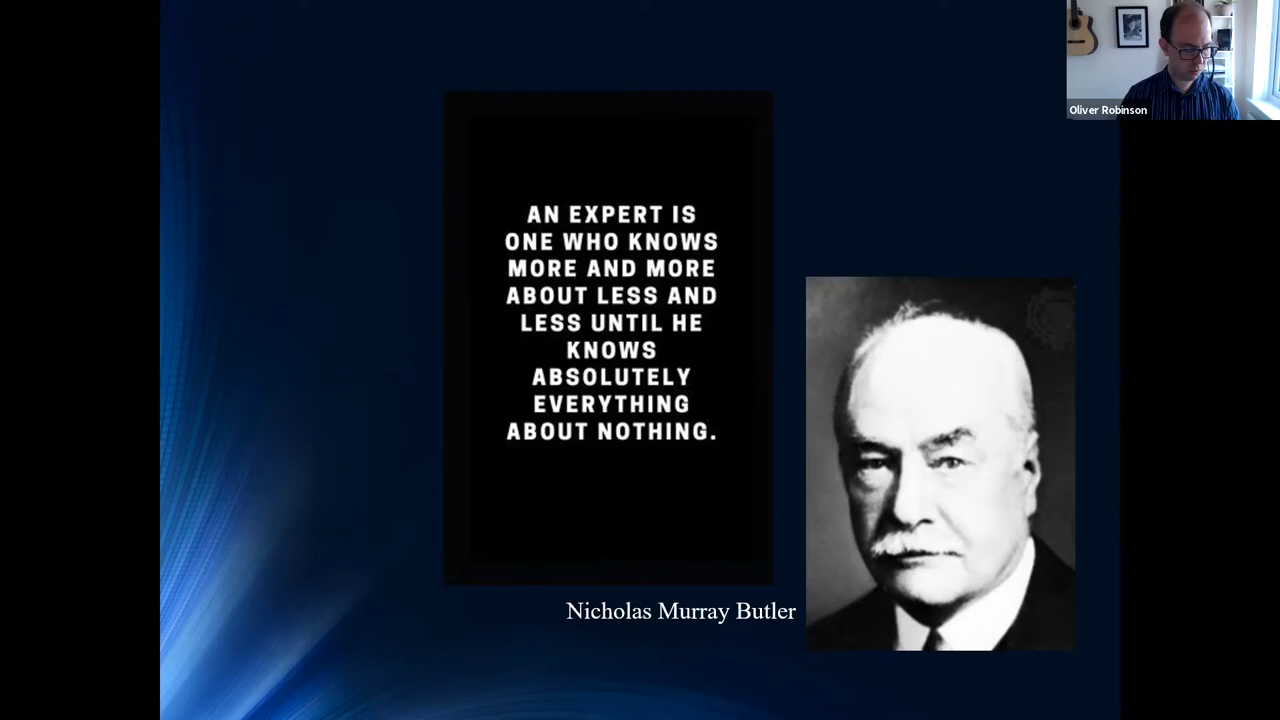 Oliver Robinson
AN EXPERT IS
ONE WHO KNOWS
MORE AND MORE
ABOUT LESS AND
LESS UNTIL HE
KNOWS
ABSOLUTELY
EVERYTHING
ABOUT NOTHING.
Nicholas Murray Butler